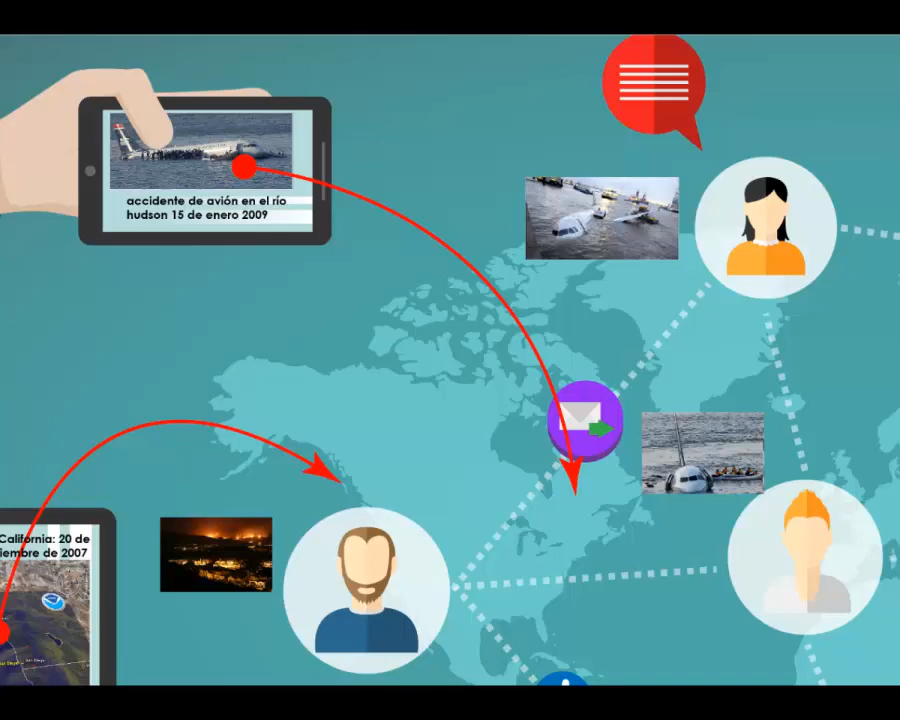 accidente de avión en el río
hudson 15 de enero 2009
California: 20 de
iembre de 2007